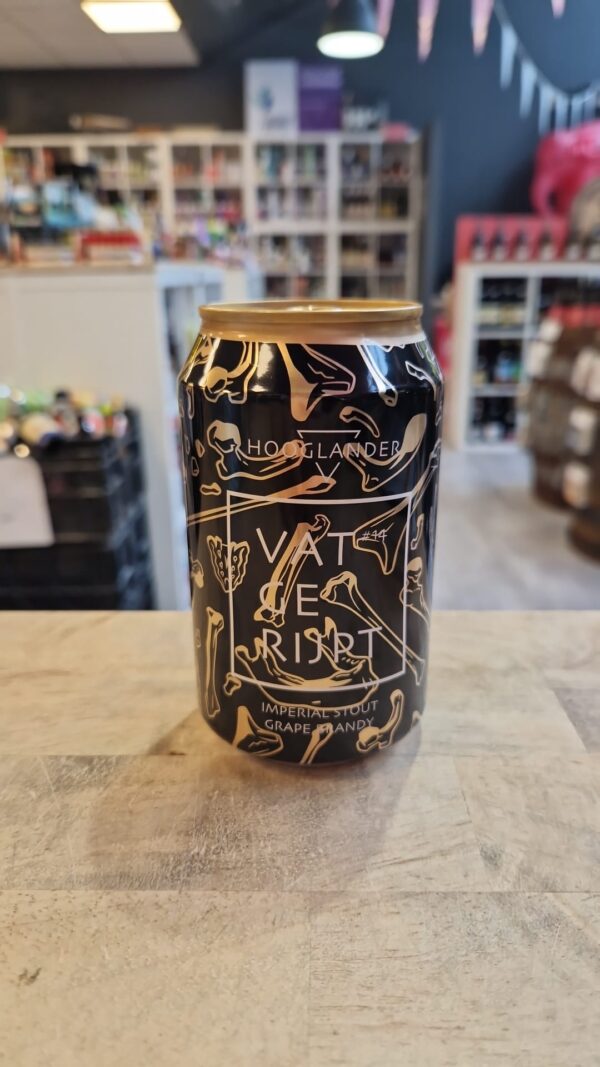 HOOGLANDER
VAT #44
GE
RIJPT
IMPERIAL STOUT
GRAPE BRANDY